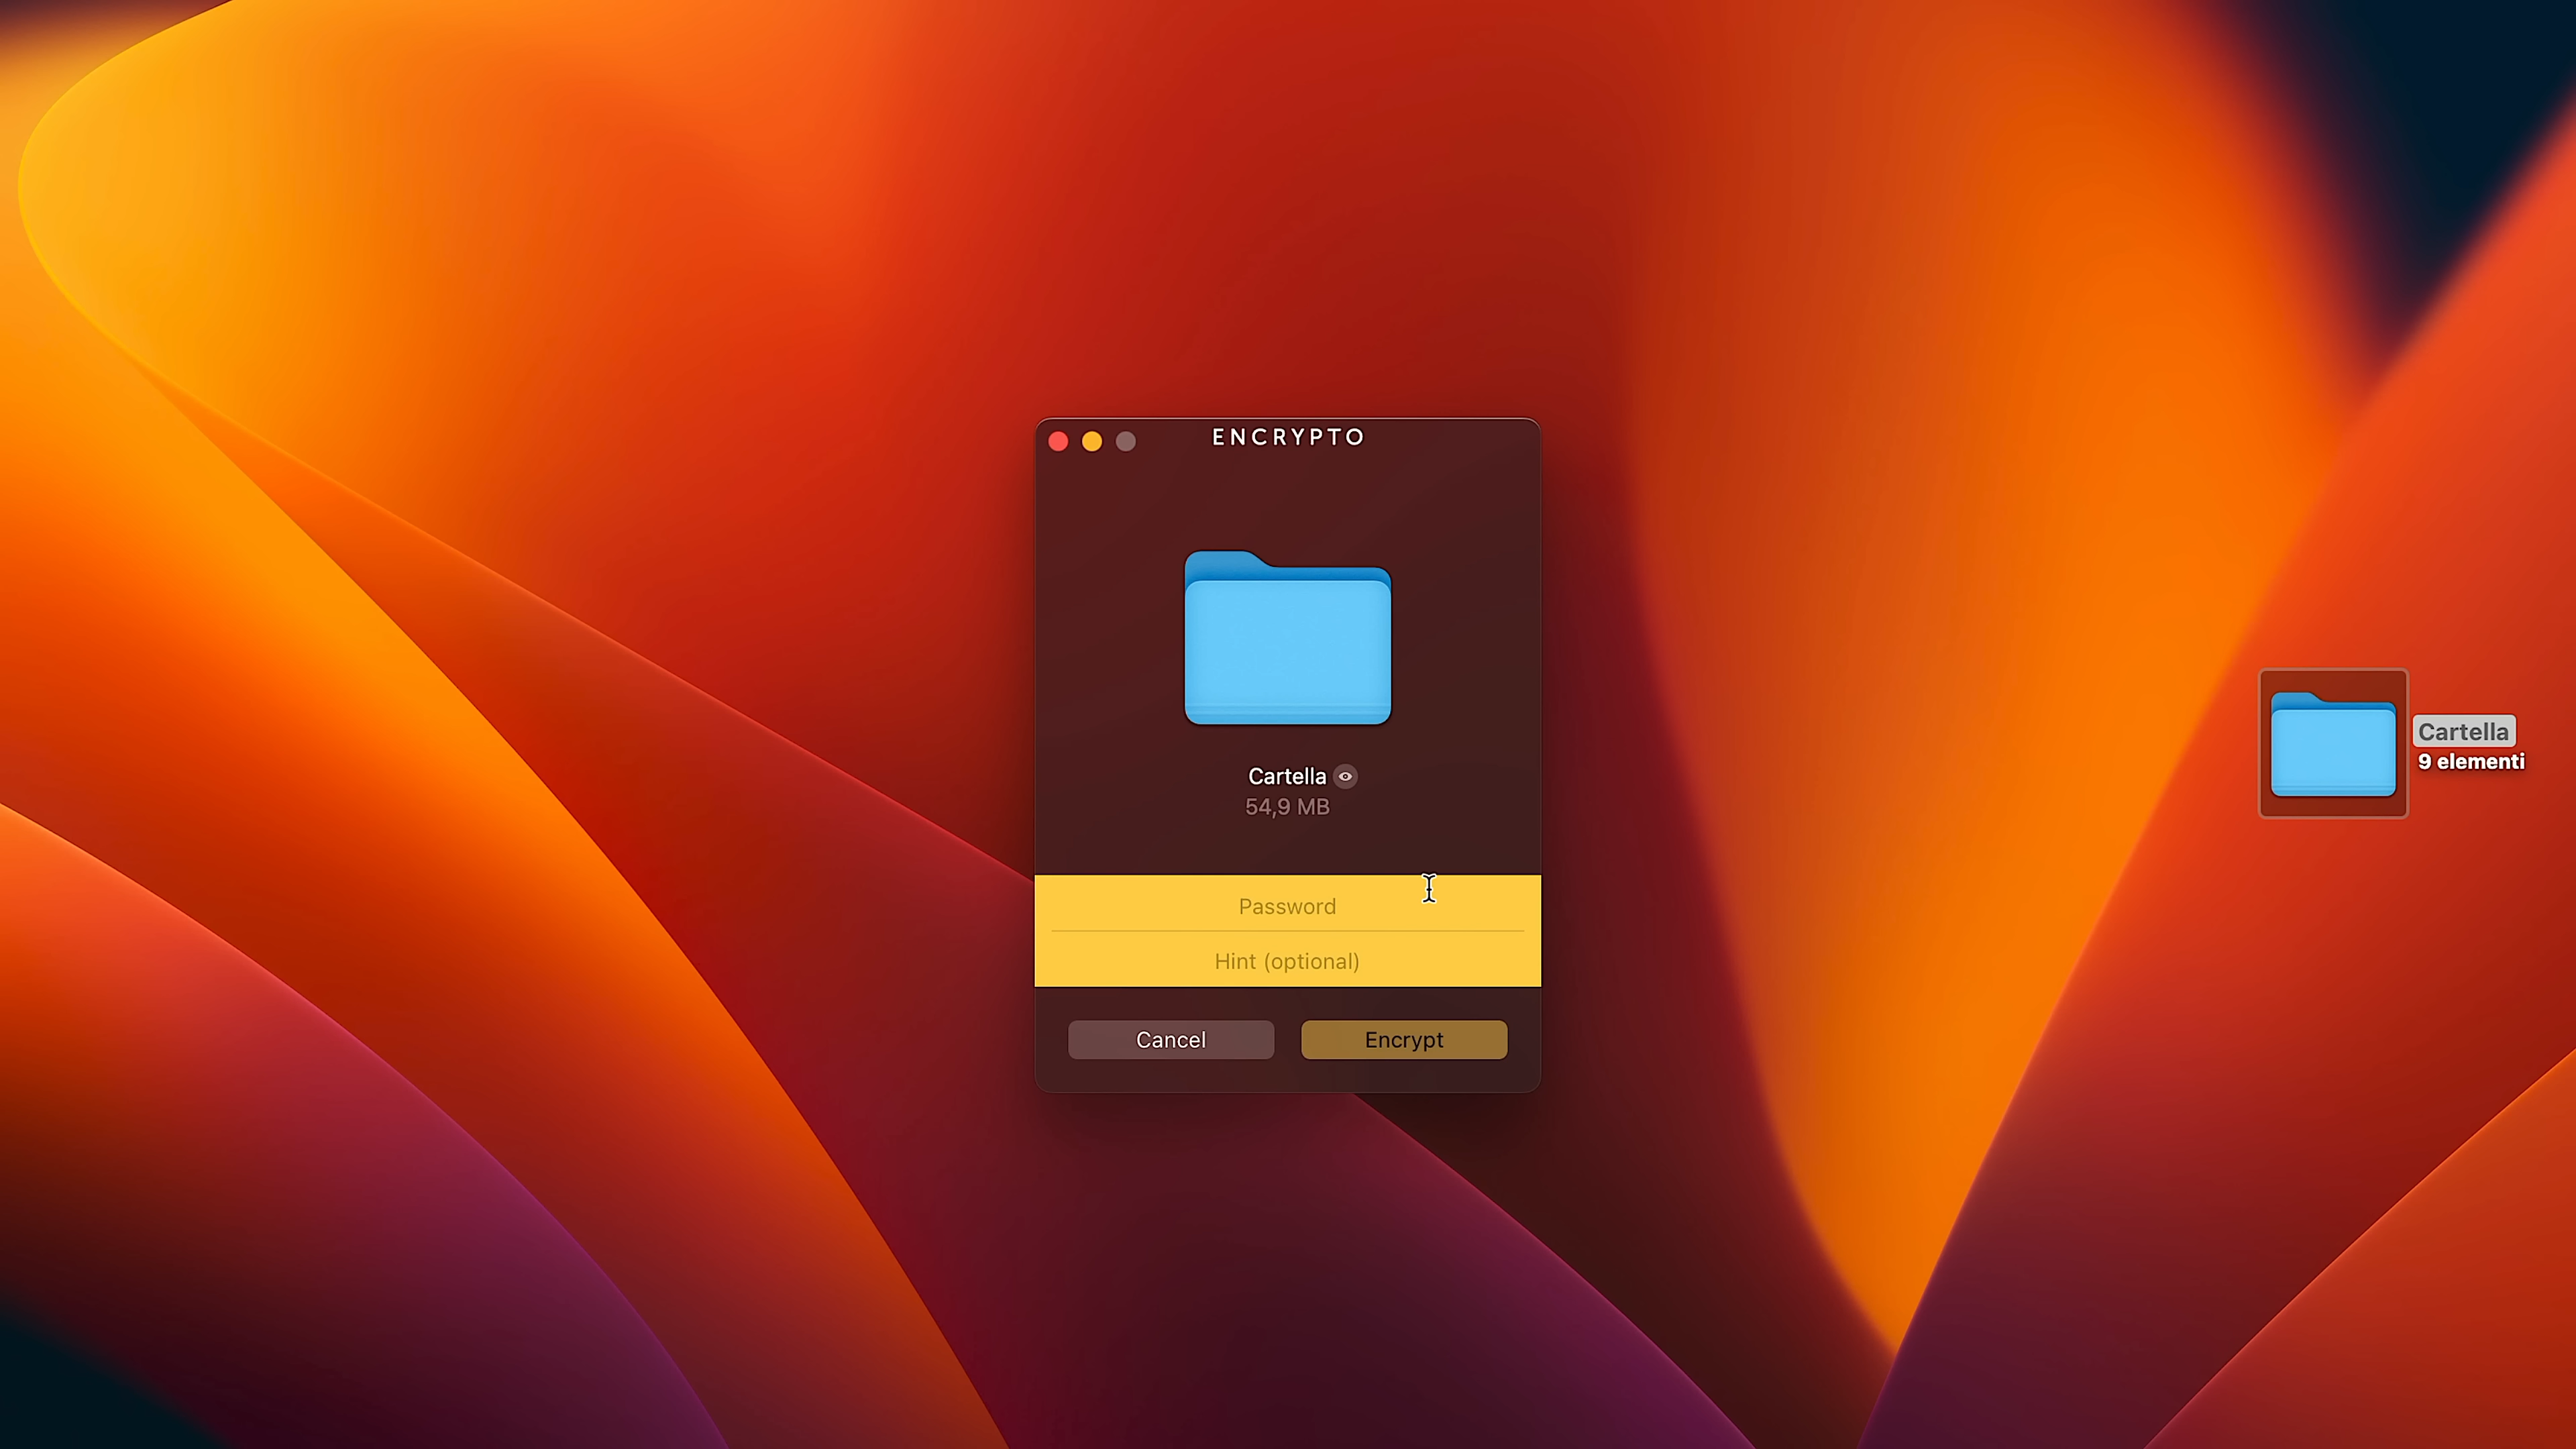 ENCRYPTO
Cartella
54,9 MB
Password
Hint (optional)
Cancel
Encrypt
Cartella
9 elementi